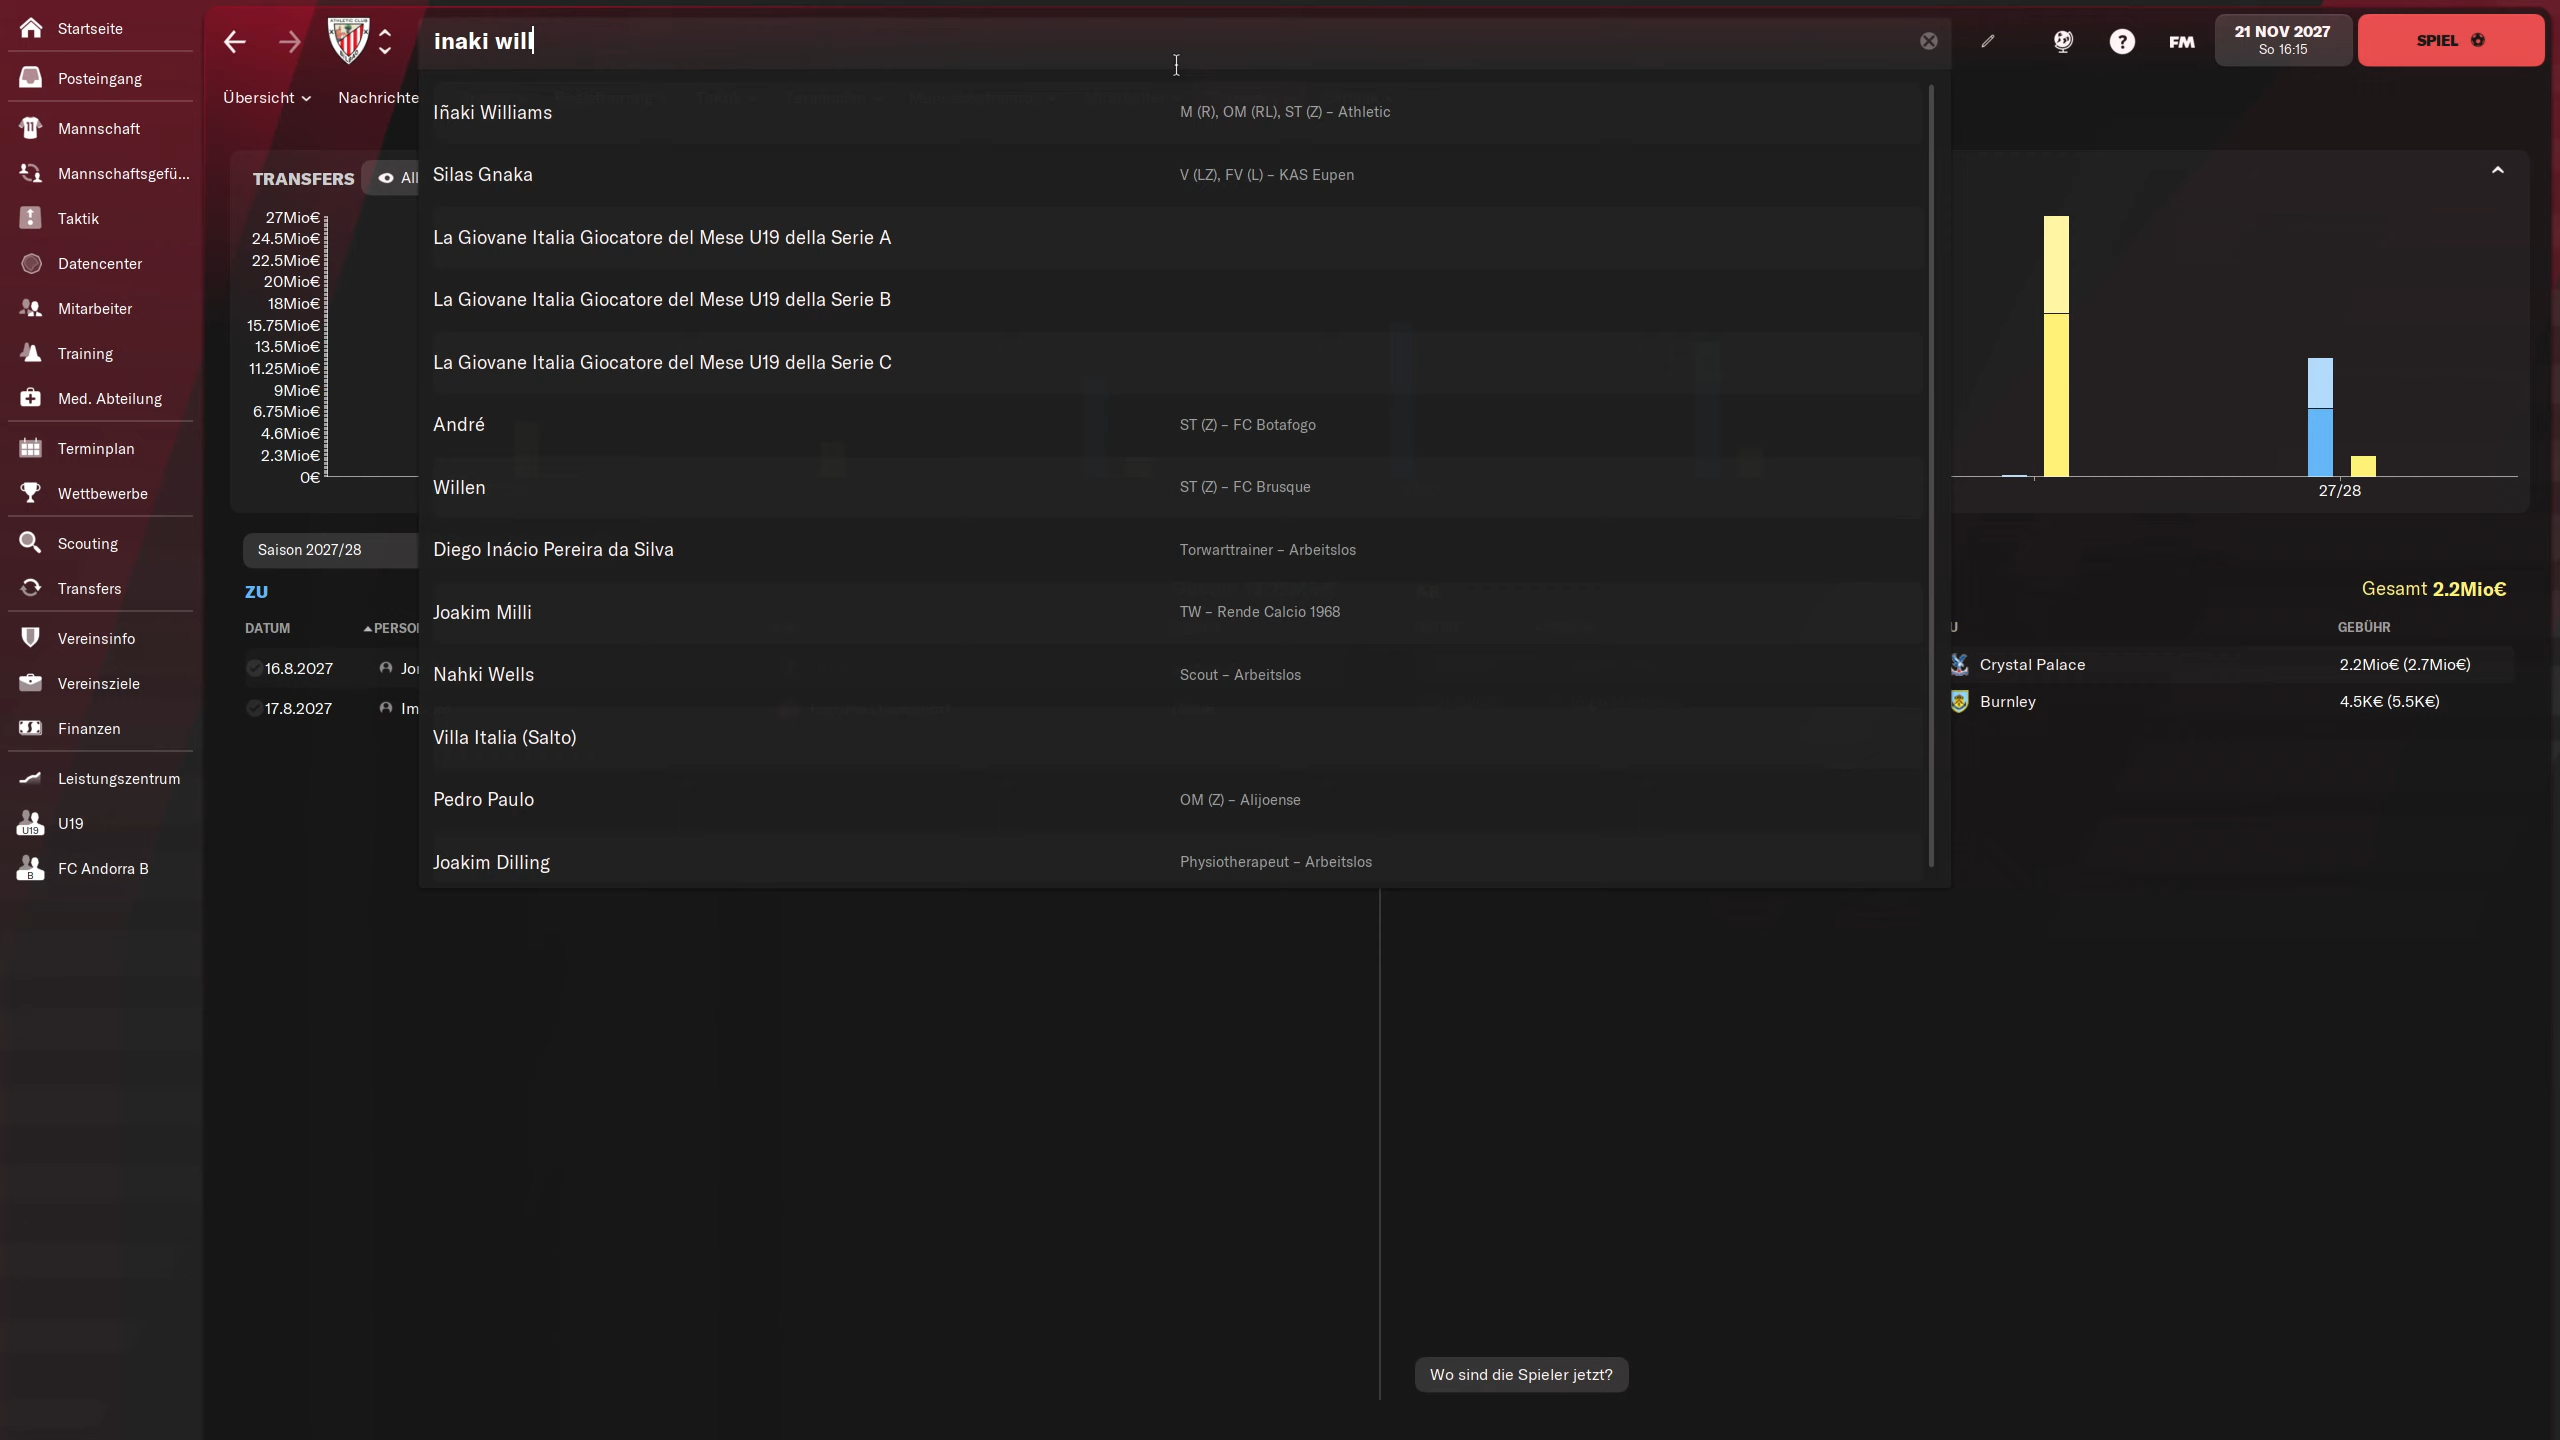 Startseite
Posteingang
Mannschaft
Mannschaftsgefü...
Taktik
Datencenter
Mitarbeiter
Training
Med. Abteilung
Terminplan
Wettbewerbe
Scouting
Transfers
Vereinsinfo
Vereinsziele
Finanzen
Leistungszentrum
U19 U19
B FC Andorra B
inaki will
FM
21 NOV 2027
So 16:15
SPIEL
Übersicht
Nachrichte
TRANSFERS
All
27Mio€
24.5Mio€
22.5Mio€
20Mio€
18Mio€
15.75Mio€
13.5Mio€
11.25Mio€
9Mio€
6.75Mio€
4.6Mio€
2.3Mio€
0€
27/28
Iñaki Williams M (R), OM (RL), ST (Z) – Athletic
Silas Gnaka V (LZ), FV (L) – KAS Eupen
La Giovane Italia Giocatore del Mese U19 della Serie A
La Giovane Italia Giocatore del Mese U19 della Serie B
La Giovane Italia Giocatore del Mese U19 della Serie C
André ST (Z) – FC Botafogo
Willen ST (Z) – FC Brusque
Diego Inácio Pereira da Silva Torwarttrainer – Arbeitslos
Joakim Milli TW – Rende Calcio 1968
Nahki Wells Scout – Arbeitslos
Villa Italia (Salto)
Pedro Paulo OM (Z) – Alijoense
Joakim Dilling Physiotherapeut – Arbeitslos
Saison 2027/28
ZU
DATUM PERSO
16.8.2027 Jo
17.8.2027 Im
Gesamt 2.2Mio€
U GEBÜHR
Crystal Palace 2.2Mio€ (2.7Mio€)
Burnley 4.5K€ (5.5K€)
Wo sind die Spieler jetzt?